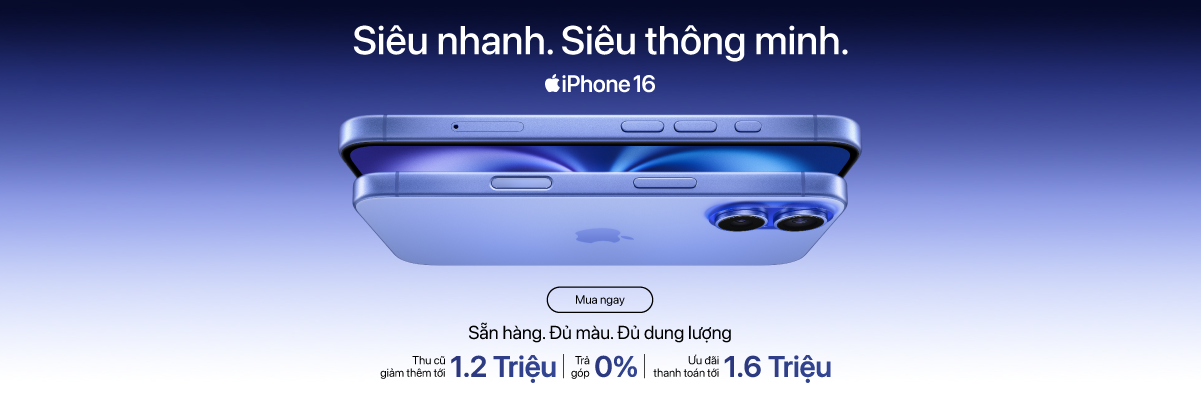 Siêu nhanh. Siêu thông minh.
iPhone 16
Mua ngay
Sẵn hàng. Đủ màu. Đủ dung lượng
Thu cũ
giảm thêm tới
1.2 Triệu
Trả
góp
0%
Ưu đãi
thanh toán tới
1.6 Triệu